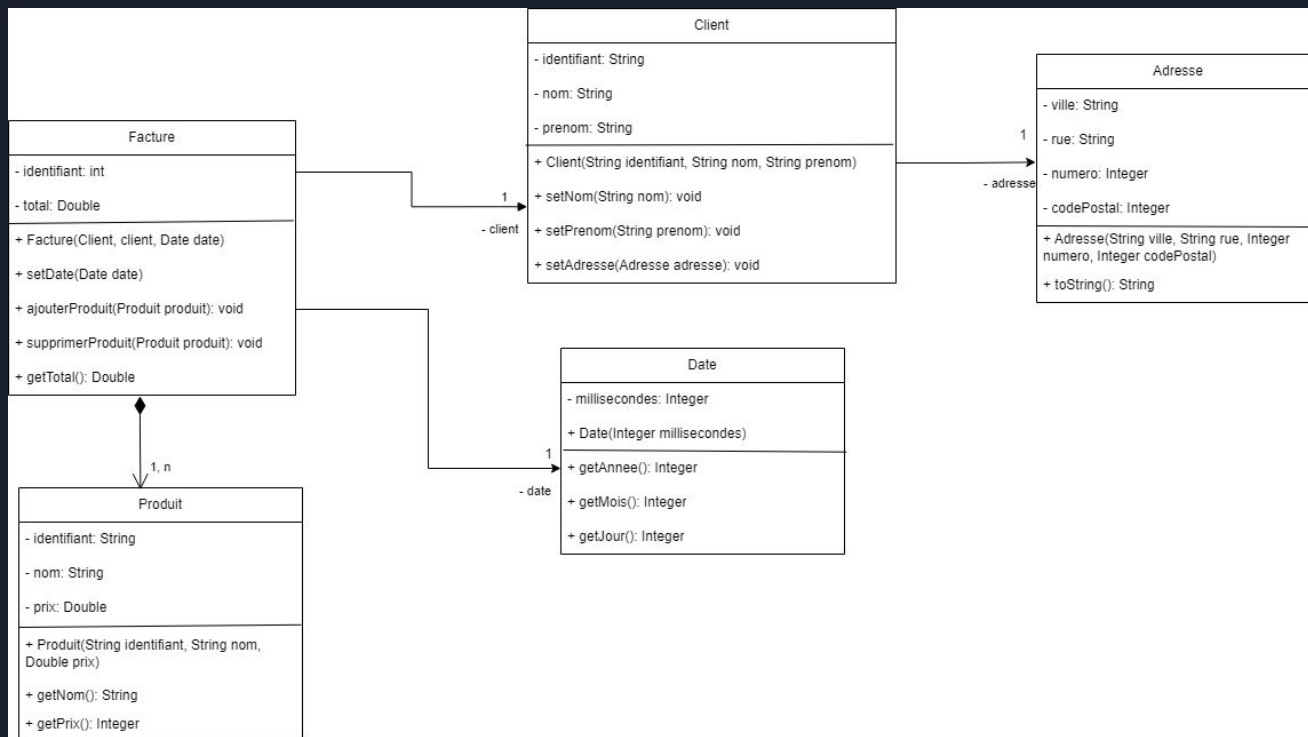 Client
- identifiant: String
- nom: String
- prenom: String
+ Client(String identifiant, String nom, String prenom)
+ setNom(String nom): void
+ setPrenom(String prenom): void
+ setAdresse(Adresse adresse): void
Adresse
- ville: String
- rue: String
- numero: Integer
- codePostal: Integer
+ Adresse(String ville, String rue, Integer
numero, Integer codePostal)
+ toString(): String
1
- adresse
Facture
- identifiant: int
- total: Double
+ Facture(Client, client, Date date)
+ setDate(Date date)
+ ajouterProduit(Produit produit): void
+ supprimerProduit(Produit produit): void
+ getTotal(): Double
1
- client
Date
- millisecondes: Integer
+ Date(Integer millisecondes)
+ getAnnee(): Integer
+ getMois(): Integer
+ getJour(): Integer
1
- date
1, n
Produit
- identifiant: String
- nom: String
- prix: Double
+ Produit(String identifiant, String nom,
Double prix)
+ getNom(): String
+ getPrix(): Integer